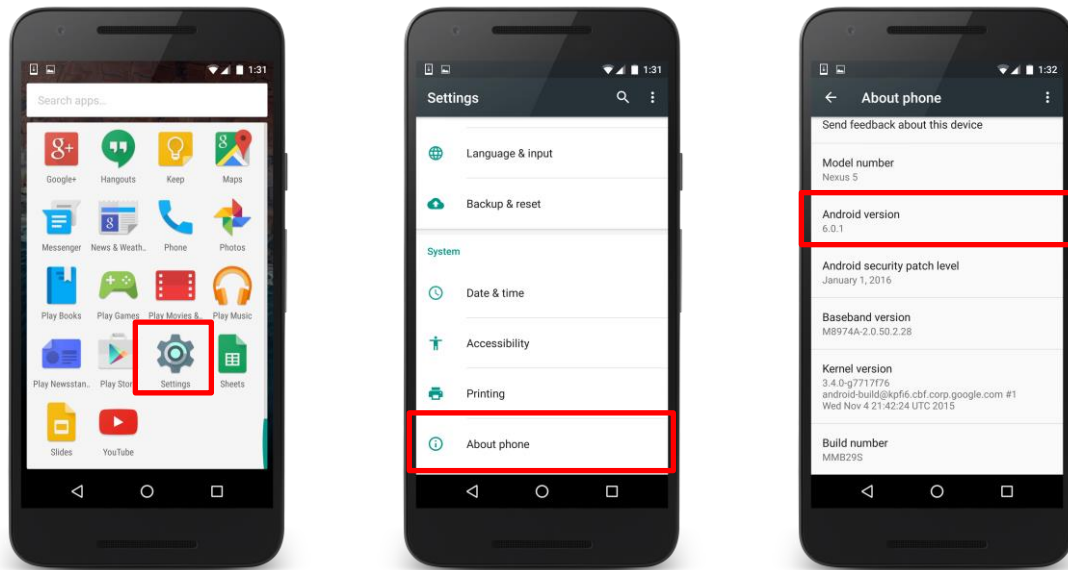 1:31
Search apps...
Google+ Hangouts Keep Maps
Messenger News & Weath.. Phone Photos
Play Books Play Games Play Movies &.. Play Music
Play Newsstan.. Play Stor Settings Sheets
Slides YouTube
1:31
Settings
Language & input
Backup & reset
System
Date & time
Accessibility
Printing
About phone
1:32
About phone
Send feedback about this device
Model number
Nexus 5
Android version
6.0.1
Android security patch level
January 1, 2016
Baseband version
M8974A-2.0.50.2.28
Kernel version
3.4.0-g7717f76
android-build@kpfi6.cbf.corp.google.com #1
Wed Nov 4 21:42:24 UTC 2015
Build number
MMB29S